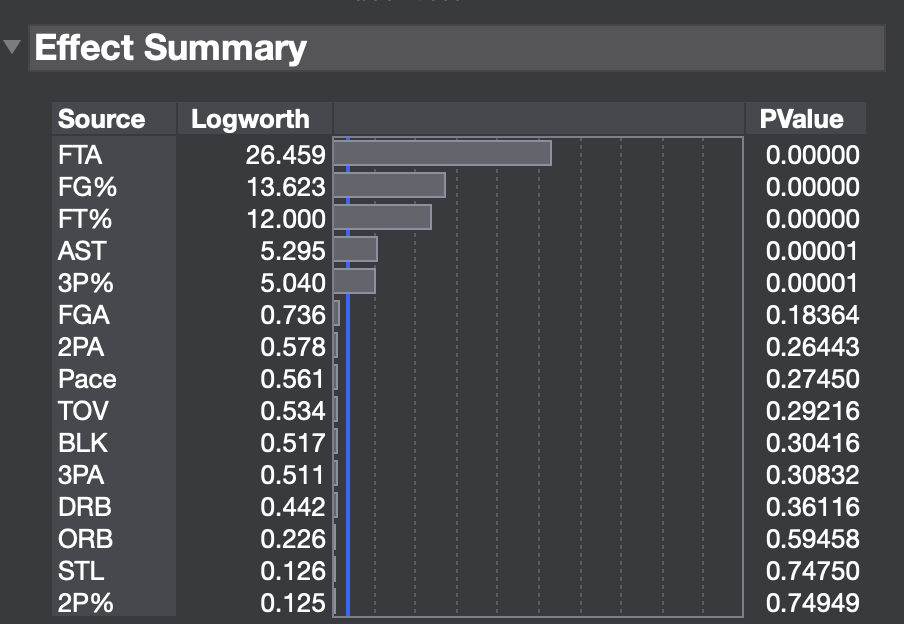 Effect Summary
Source Logworth PValue
FTA 26.459 0.00000
FG% 13.623 0.00000
FT% 12.000 0.00000
AST 5.295 0.00001
3P% 5.040 0.00001
FGA 0.736 0.18364
2PA 0.578 0.26443
Pace 0.561 0.27450
TOV 0.534 0.29216
BLK 0.517 0.30416
3PA 0.511 0.30832
DRB 0.442 0.36116
ORB 0.226 0.59458
STL 0.126 0.74750
2P% 0.125 0.74949